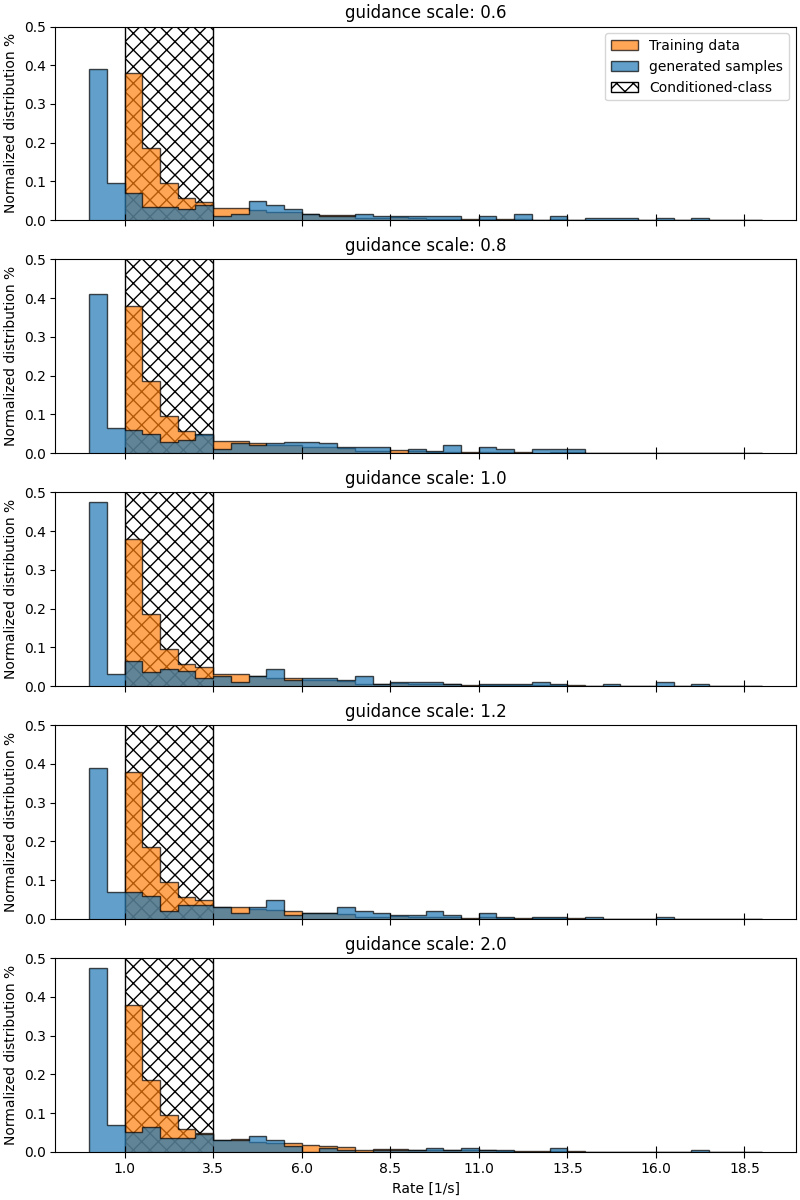 guidance scale: 0.6
Normalized distribution %
0.5
0.4
0.3
0.2
0.1
0.0
Training data
generated samples
Conditioned-class
guidance scale: 0.8
Normalized distribution %
0.5
0.4
0.3
0.2
0.1
0.0
guidance scale: 1.0
Normalized distribution %
0.5
0.4
0.3
0.2
0.1
0.0
guidance scale: 1.2
Normalized distribution %
0.5
0.4
0.3
0.2
0.1
0.0
guidance scale: 2.0
Normalized distribution %
0.5
0.4
0.3
0.2
0.1
0.0
1.0 3.5 6.0 8.5 11.0 13.5 16.0 18.5
Rate [1/s]